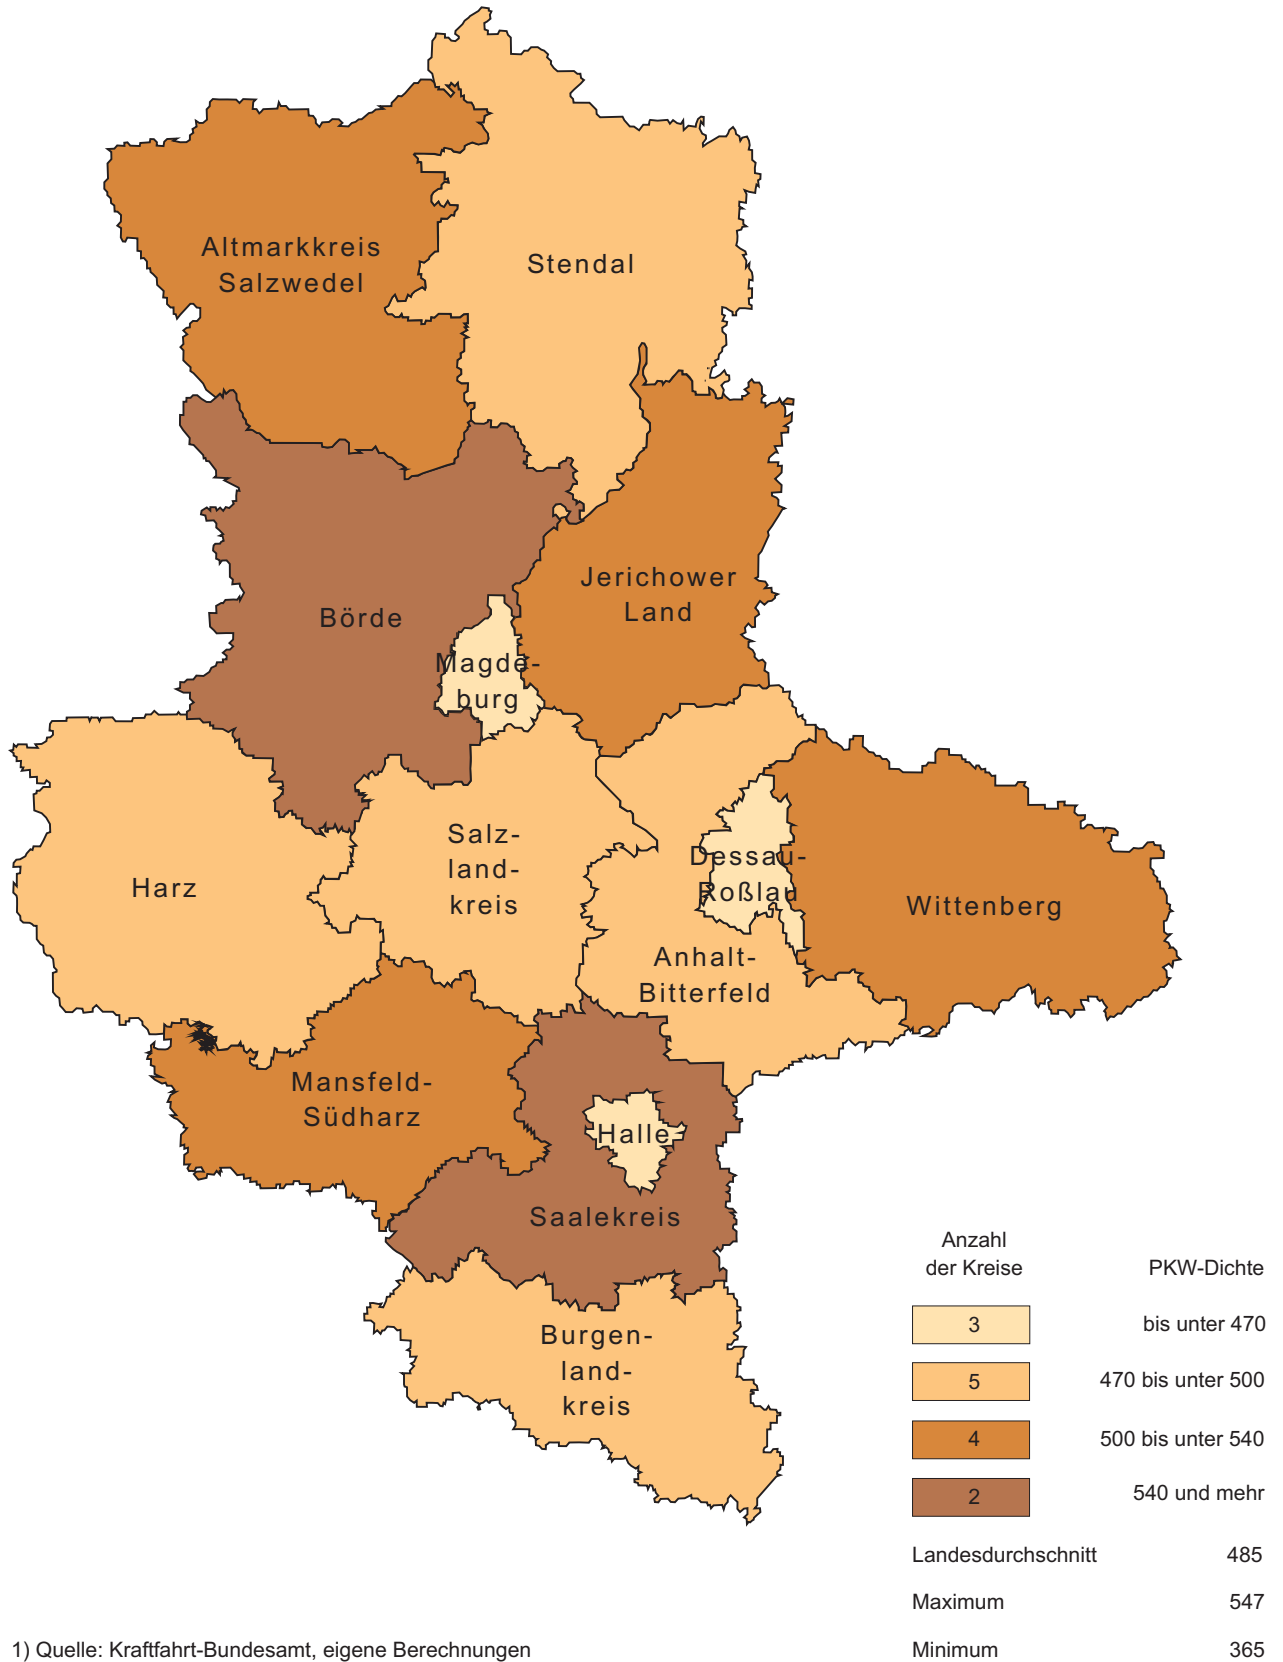 Altmarkkreis
Salzwedel
Stendal
Jerichower
Land
Börde
Magde-
burg
Salz-
land-
kreis
Harz
Dessau-
Roßlau
Wittenberg
Anhalt-
Bitterfeld
Mansfeld-
Südharz
Halle
Saalekreis
Burgen-
land-
kreis
Anzahl
der Kreise PKW-Dichte
3 bis unter 470
5 470 bis unter 500
4 500 bis unter 540
2 540 und mehr
Landesdurchschnitt 485
Maximum 547
Minimum 365
1) Quelle: Kraftfahrt-Bundesamt, eigene Berechnungen